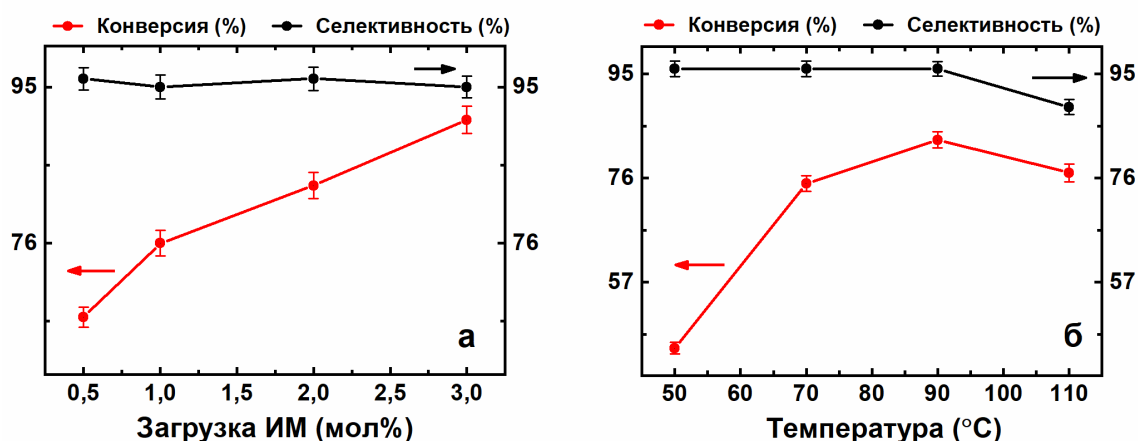 Конверсия (%) Селективность (%)
95 95
76 76
а
0,5 1,0 1,5 2,0 2,5 3,0
Загрузка ИМ (мол%)
Конверсия (%) Селективность (%)
95 95
76 76
57 57
б
50 60 70 80 90 100 110
Температура (°C)